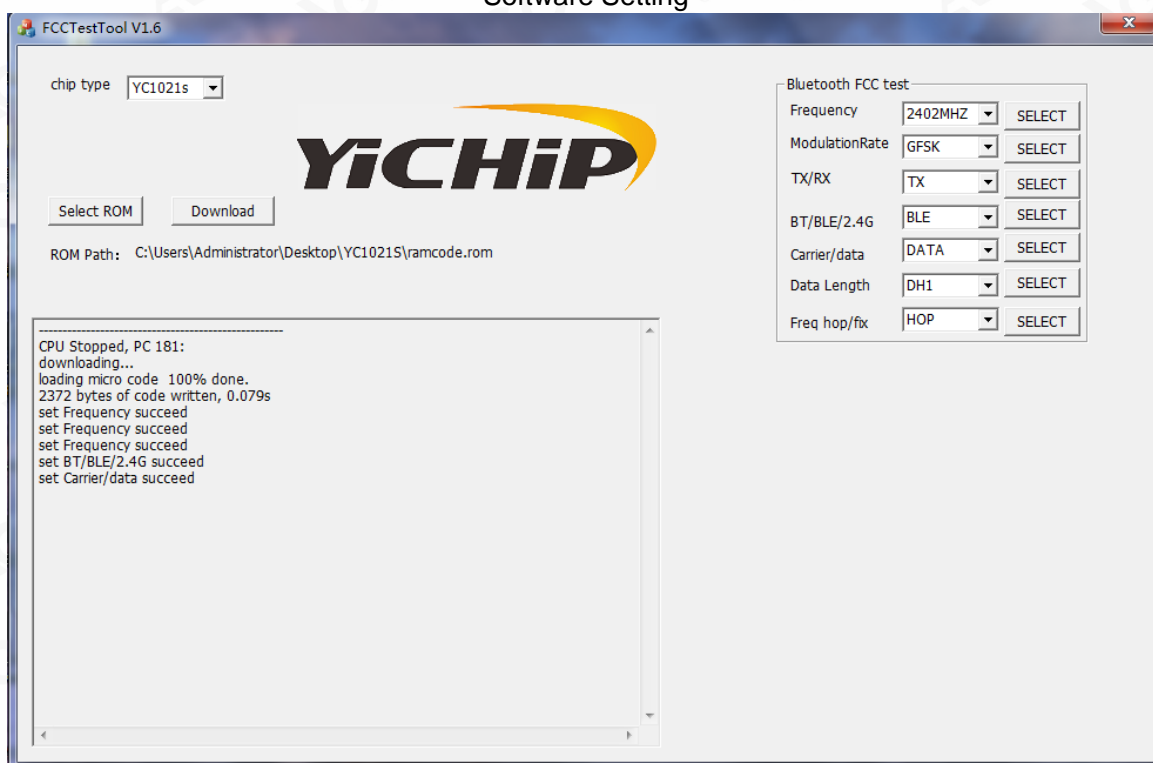 Software Setting
FCCTestTool V1.6
chip type YC1021s
YiCHiP
Select ROM Download
ROM Path: C:\Users\Administrator\Desktop\YC1021S\ramcode.rom
----------------------------------------------------
CPU Stopped, PC 181:
downloading...
loading micro code 100% done.
2372 bytes of code written, 0.079s
set Frequency succeed
set Frequency succeed
set Frequency succeed
set BT/BLE/2.4G succeed
set Carrier/data succeed
Bluetooth FCC test
Frequency 2402MHZ SELECT
ModulationRate GFSK SELECT
TX/RX TX SELECT
BT/BLE/2.4G BLE SELECT
Carrier/data DATA SELECT
Data Length DH1 SELECT
Freq hop/fix HOP SELECT